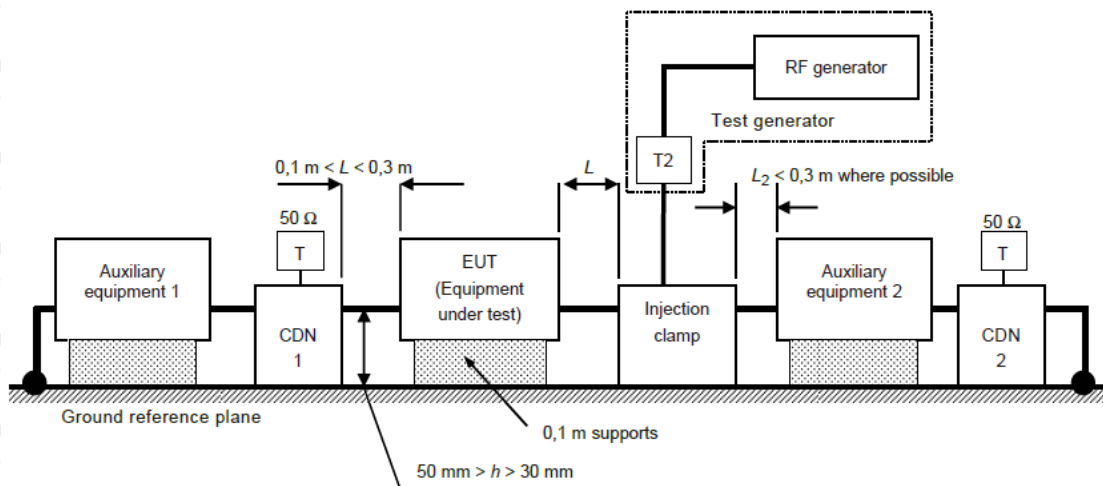 RF generator
Test generator
T2
0,1 m < L < 0,3 m
L
L₂ < 0,3 m where possible
50 Ω
T
50 Ω
T
Auxiliary
equipment 1
EUT
(Equipment
under test)
Injection
clamp
Auxiliary
equipment 2
CDN
1
CDN
2
Ground reference plane
0,1 m supports
50 mm > h > 30 mm